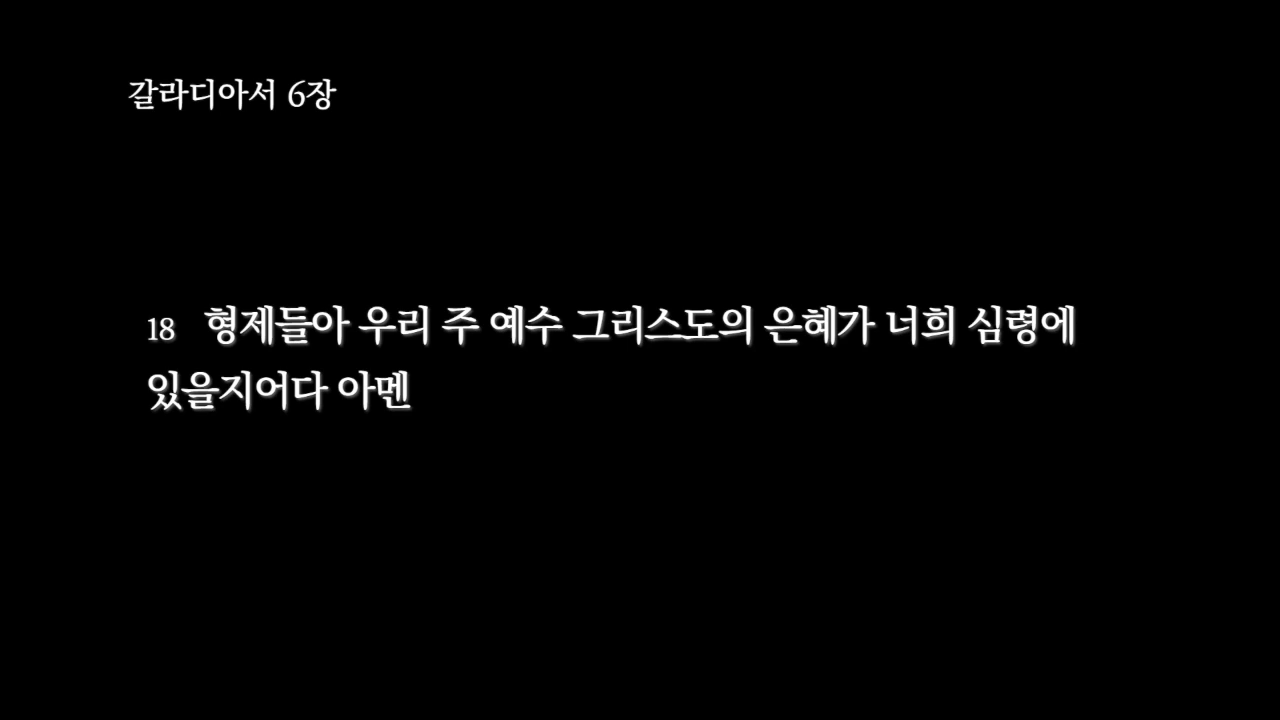 갈라디아서 6장
18 형제들아 우리 주 예수 그리스도의 은혜가 너희 심령에
있을지어다 아멘